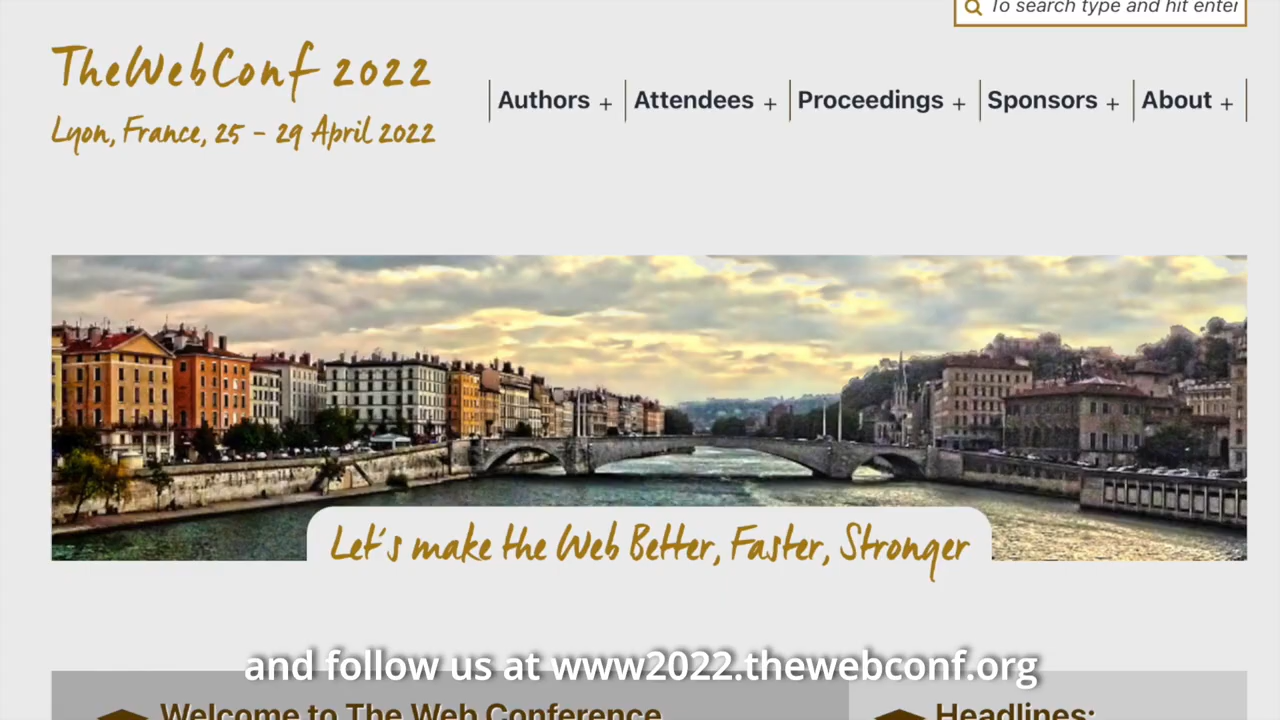 To search type and hit enter
TheWebConf 2022
Lyon, France, 25 – 29 April 2022
Authors + Attendees + Proceedings + Sponsors + About +
Let's make the Web Better, Faster, Stronger
and follow us at www2022.thewebconf.org
Welcome to The Web Conference
Headlines: